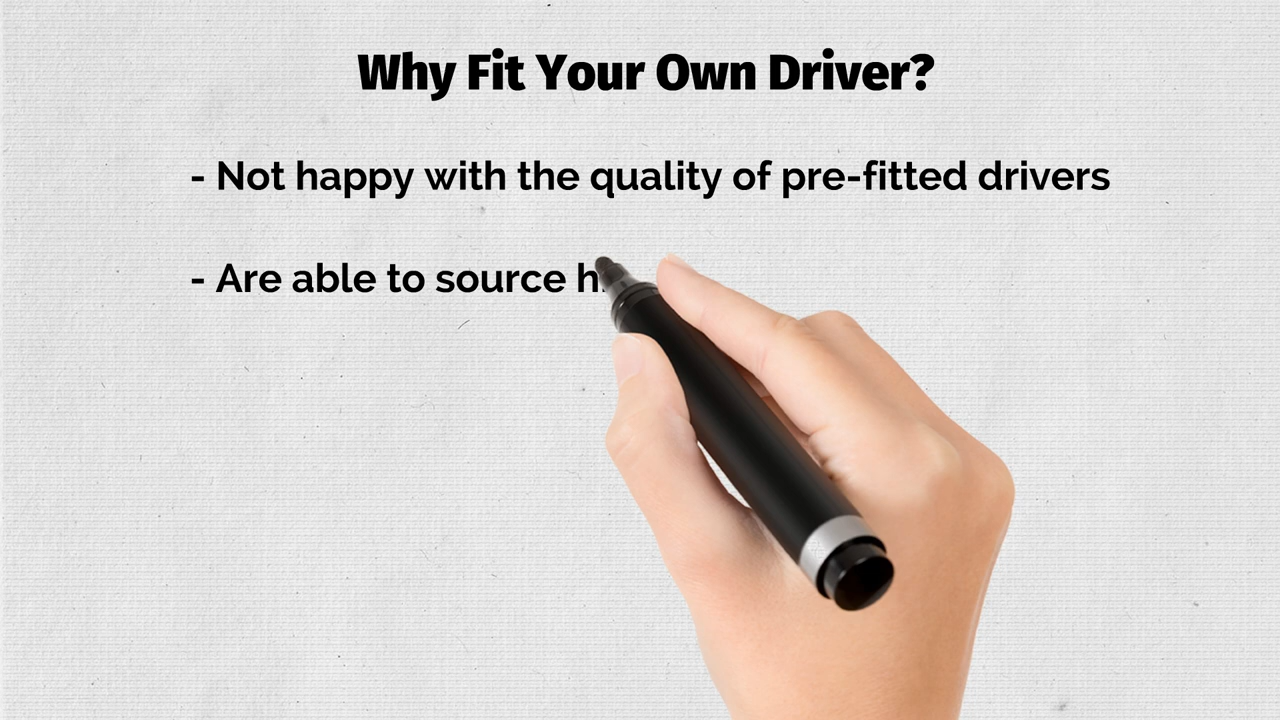 Why Fit Your Own Driver?
- Not happy with the quality of pre-fitted drivers
- Are able to source